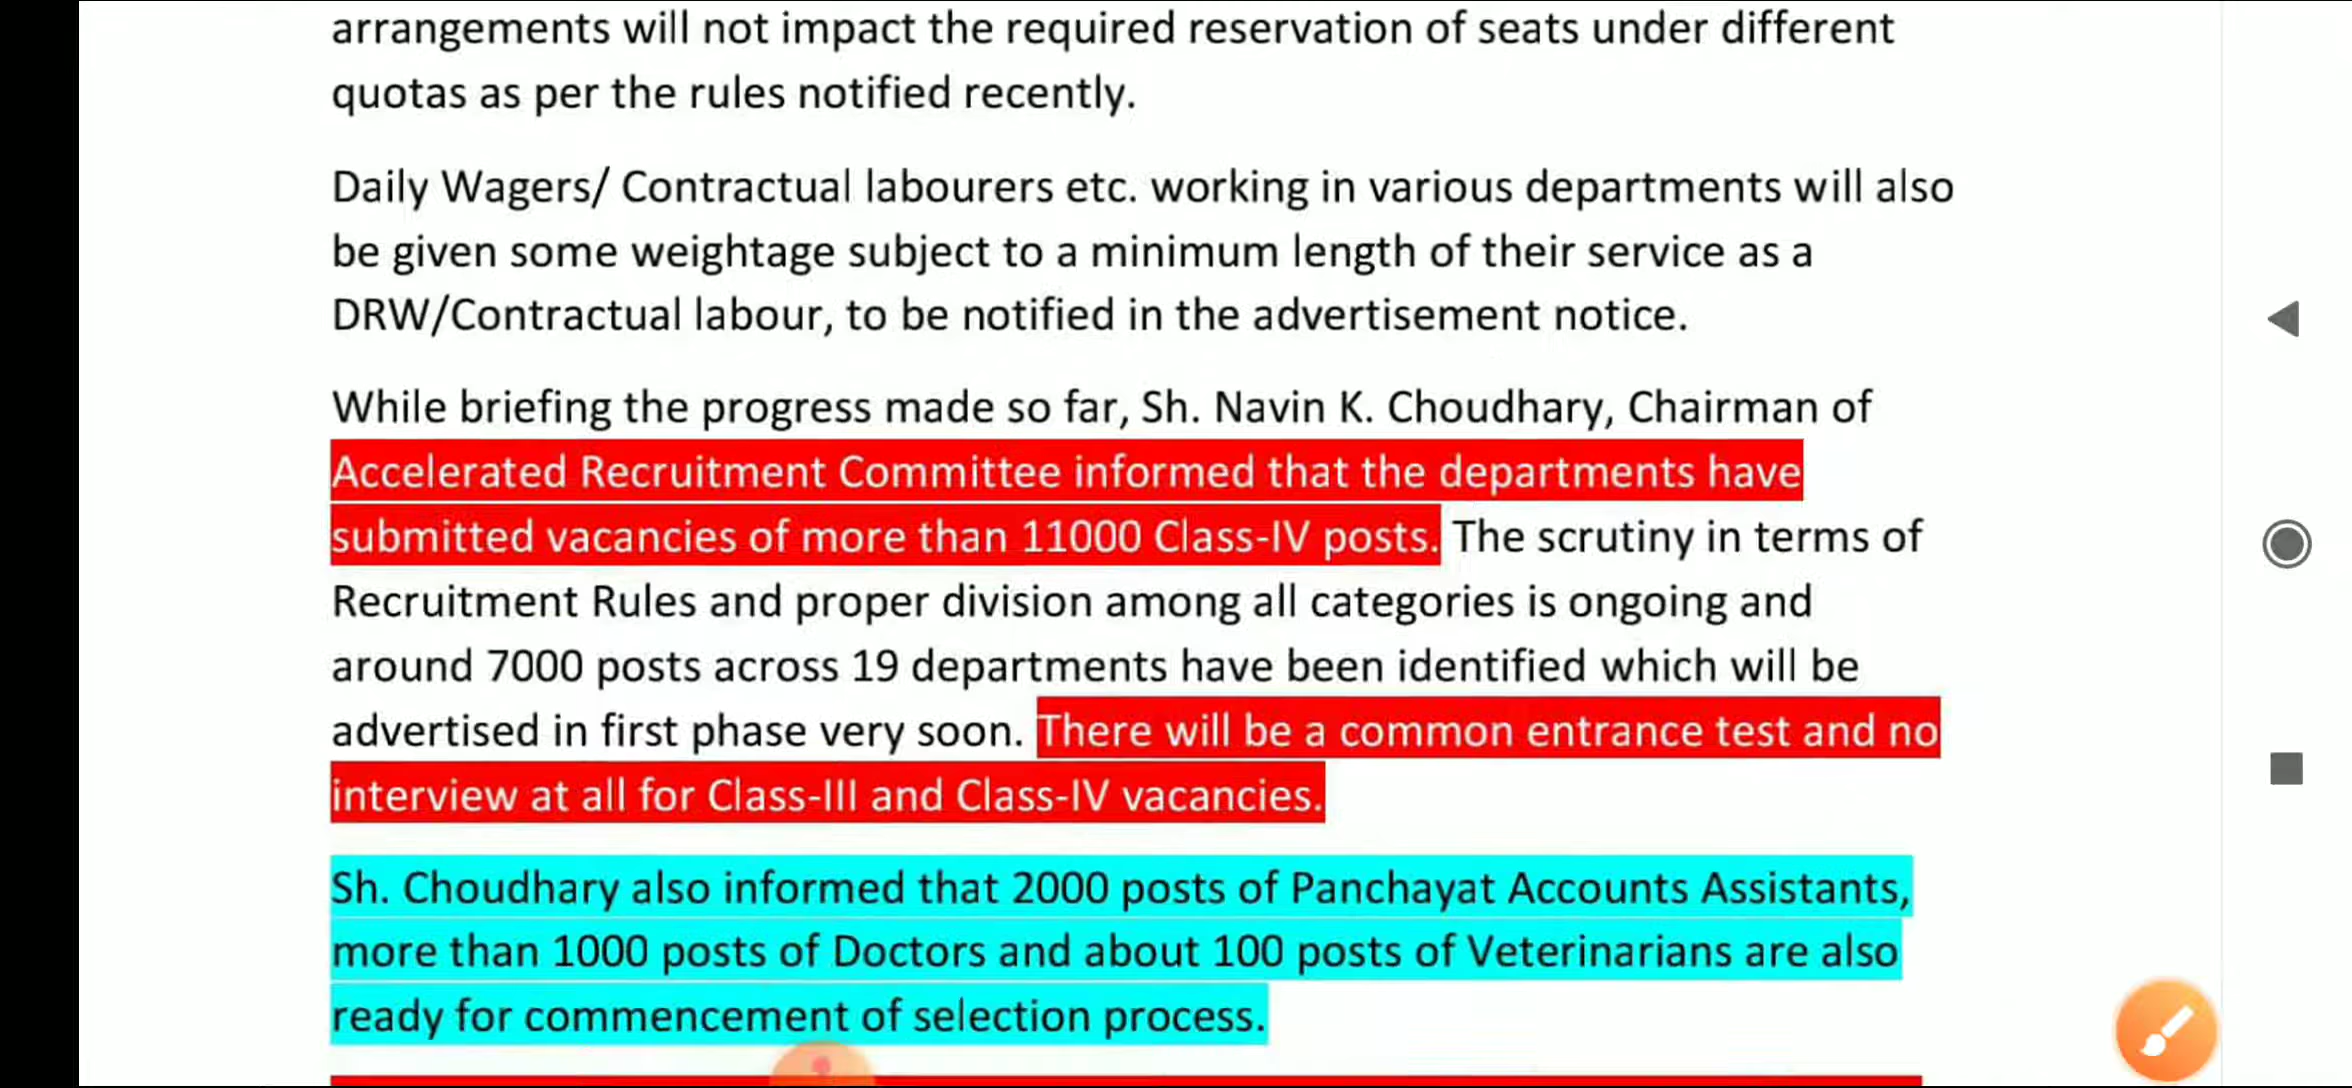 arrangements will not impact the required reservation of seats under different
quotas as per the rules notified recently.
Daily Wagers/ Contractual labourers etc. working in various departments will also
be given some weightage subject to a minimum length of their service as a
DRW/Contractual labour, to be notified in the advertisement notice.
While briefing the progress made so far, Sh. Navin K. Choudhary, Chairman of
Accelerated Recruitment Committee informed that the departments have
submitted vacancies of more than 11000 Class-IV posts. The scrutiny in terms of
Recruitment Rules and proper division among all categories is ongoing and
around 7000 posts across 19 departments have been identified which will be
advertised in first phase very soon. There will be a common entrance test and no
interview at all for Class-III and Class-IV vacancies.
Sh. Choudhary also informed that 2000 posts of Panchayat Accounts Assistants,
more than 1000 posts of Doctors and about 100 posts of Veterinarians are also
ready for commencement of selection process.